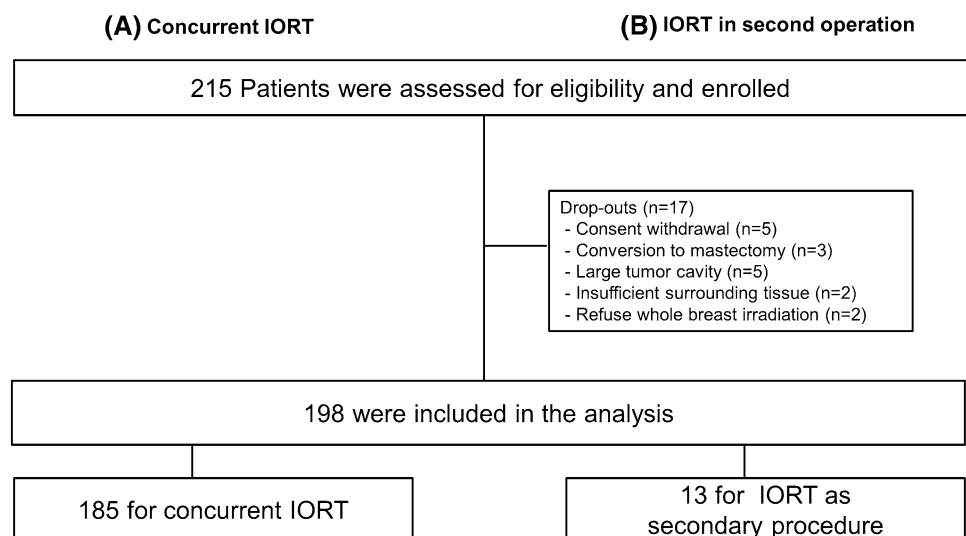 (A) Concurrent IORT
(B) IORT in second operation
215 Patients were assessed for eligibility and enrolled
Drop-outs (n=17)
- Consent withdrawal (n=5)
- Conversion to mastectomy (n=3)
- Large tumor cavity (n=5)
- Insufficient surrounding tissue (n=2)
- Refuse whole breast irradiation (n=2)
198 were included in the analysis
185 for concurrent IORT
13 for IORT as
secondary procedure